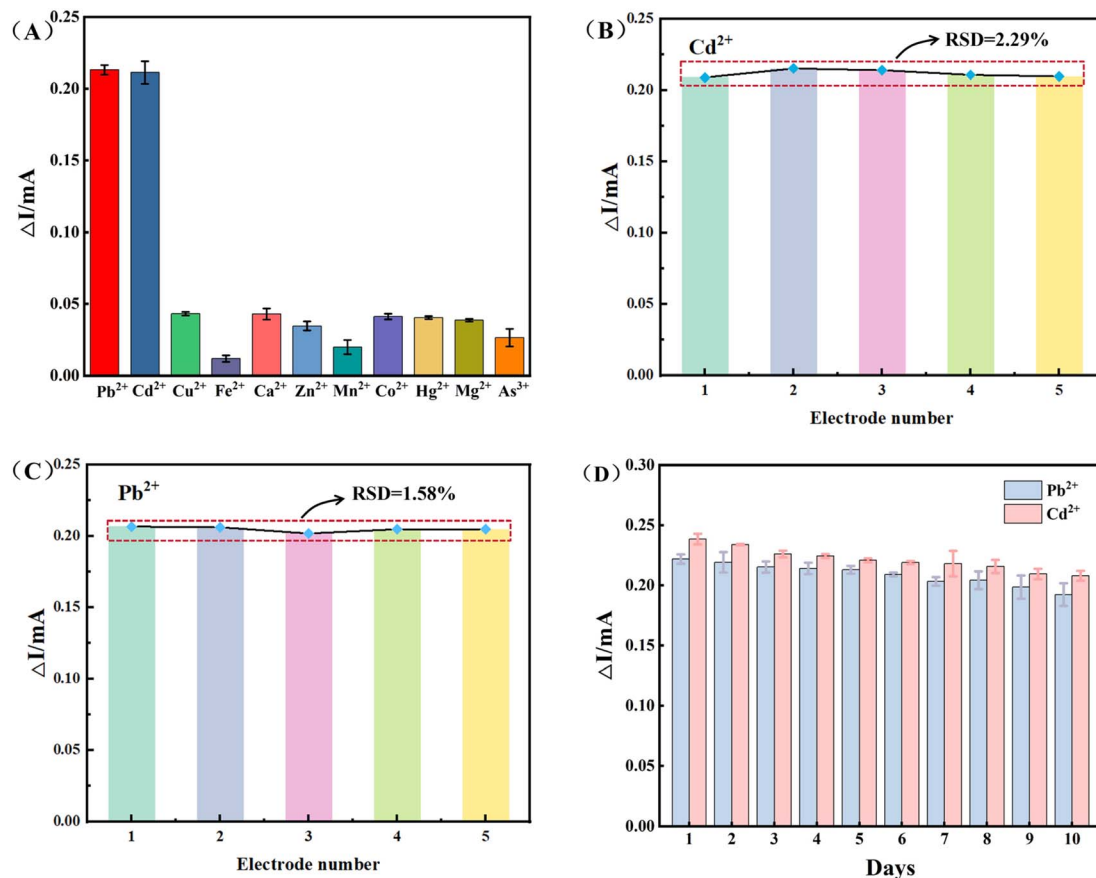 （A）
0.25
0.20
0.15
0.10
0.05
0.00
△I/mA
Pb²⁺ Cd²⁺ Cu²⁺ Fe²⁺ Ca²⁺ Zn²⁺ Mn²⁺ Co²⁺ Hg²⁺ Mg²⁺ As³⁺
（B）
0.25
0.20
0.15
0.10
0.05
0.00
△I/mA
Cd²⁺
RSD=2.29%
1 2 3 4 5
Electrode number
（C）
0.25
0.20
0.15
0.10
0.05
0.00
△I/mA
Pb²⁺
RSD=1.58%
1 2 3 4 5
Electrode number
（D）
0.30
0.25
0.20
0.15
0.10
0.05
0.00
△I/mA
Pb²⁺
Cd²⁺
1 2 3 4 5 6 7 8 9 10
Days